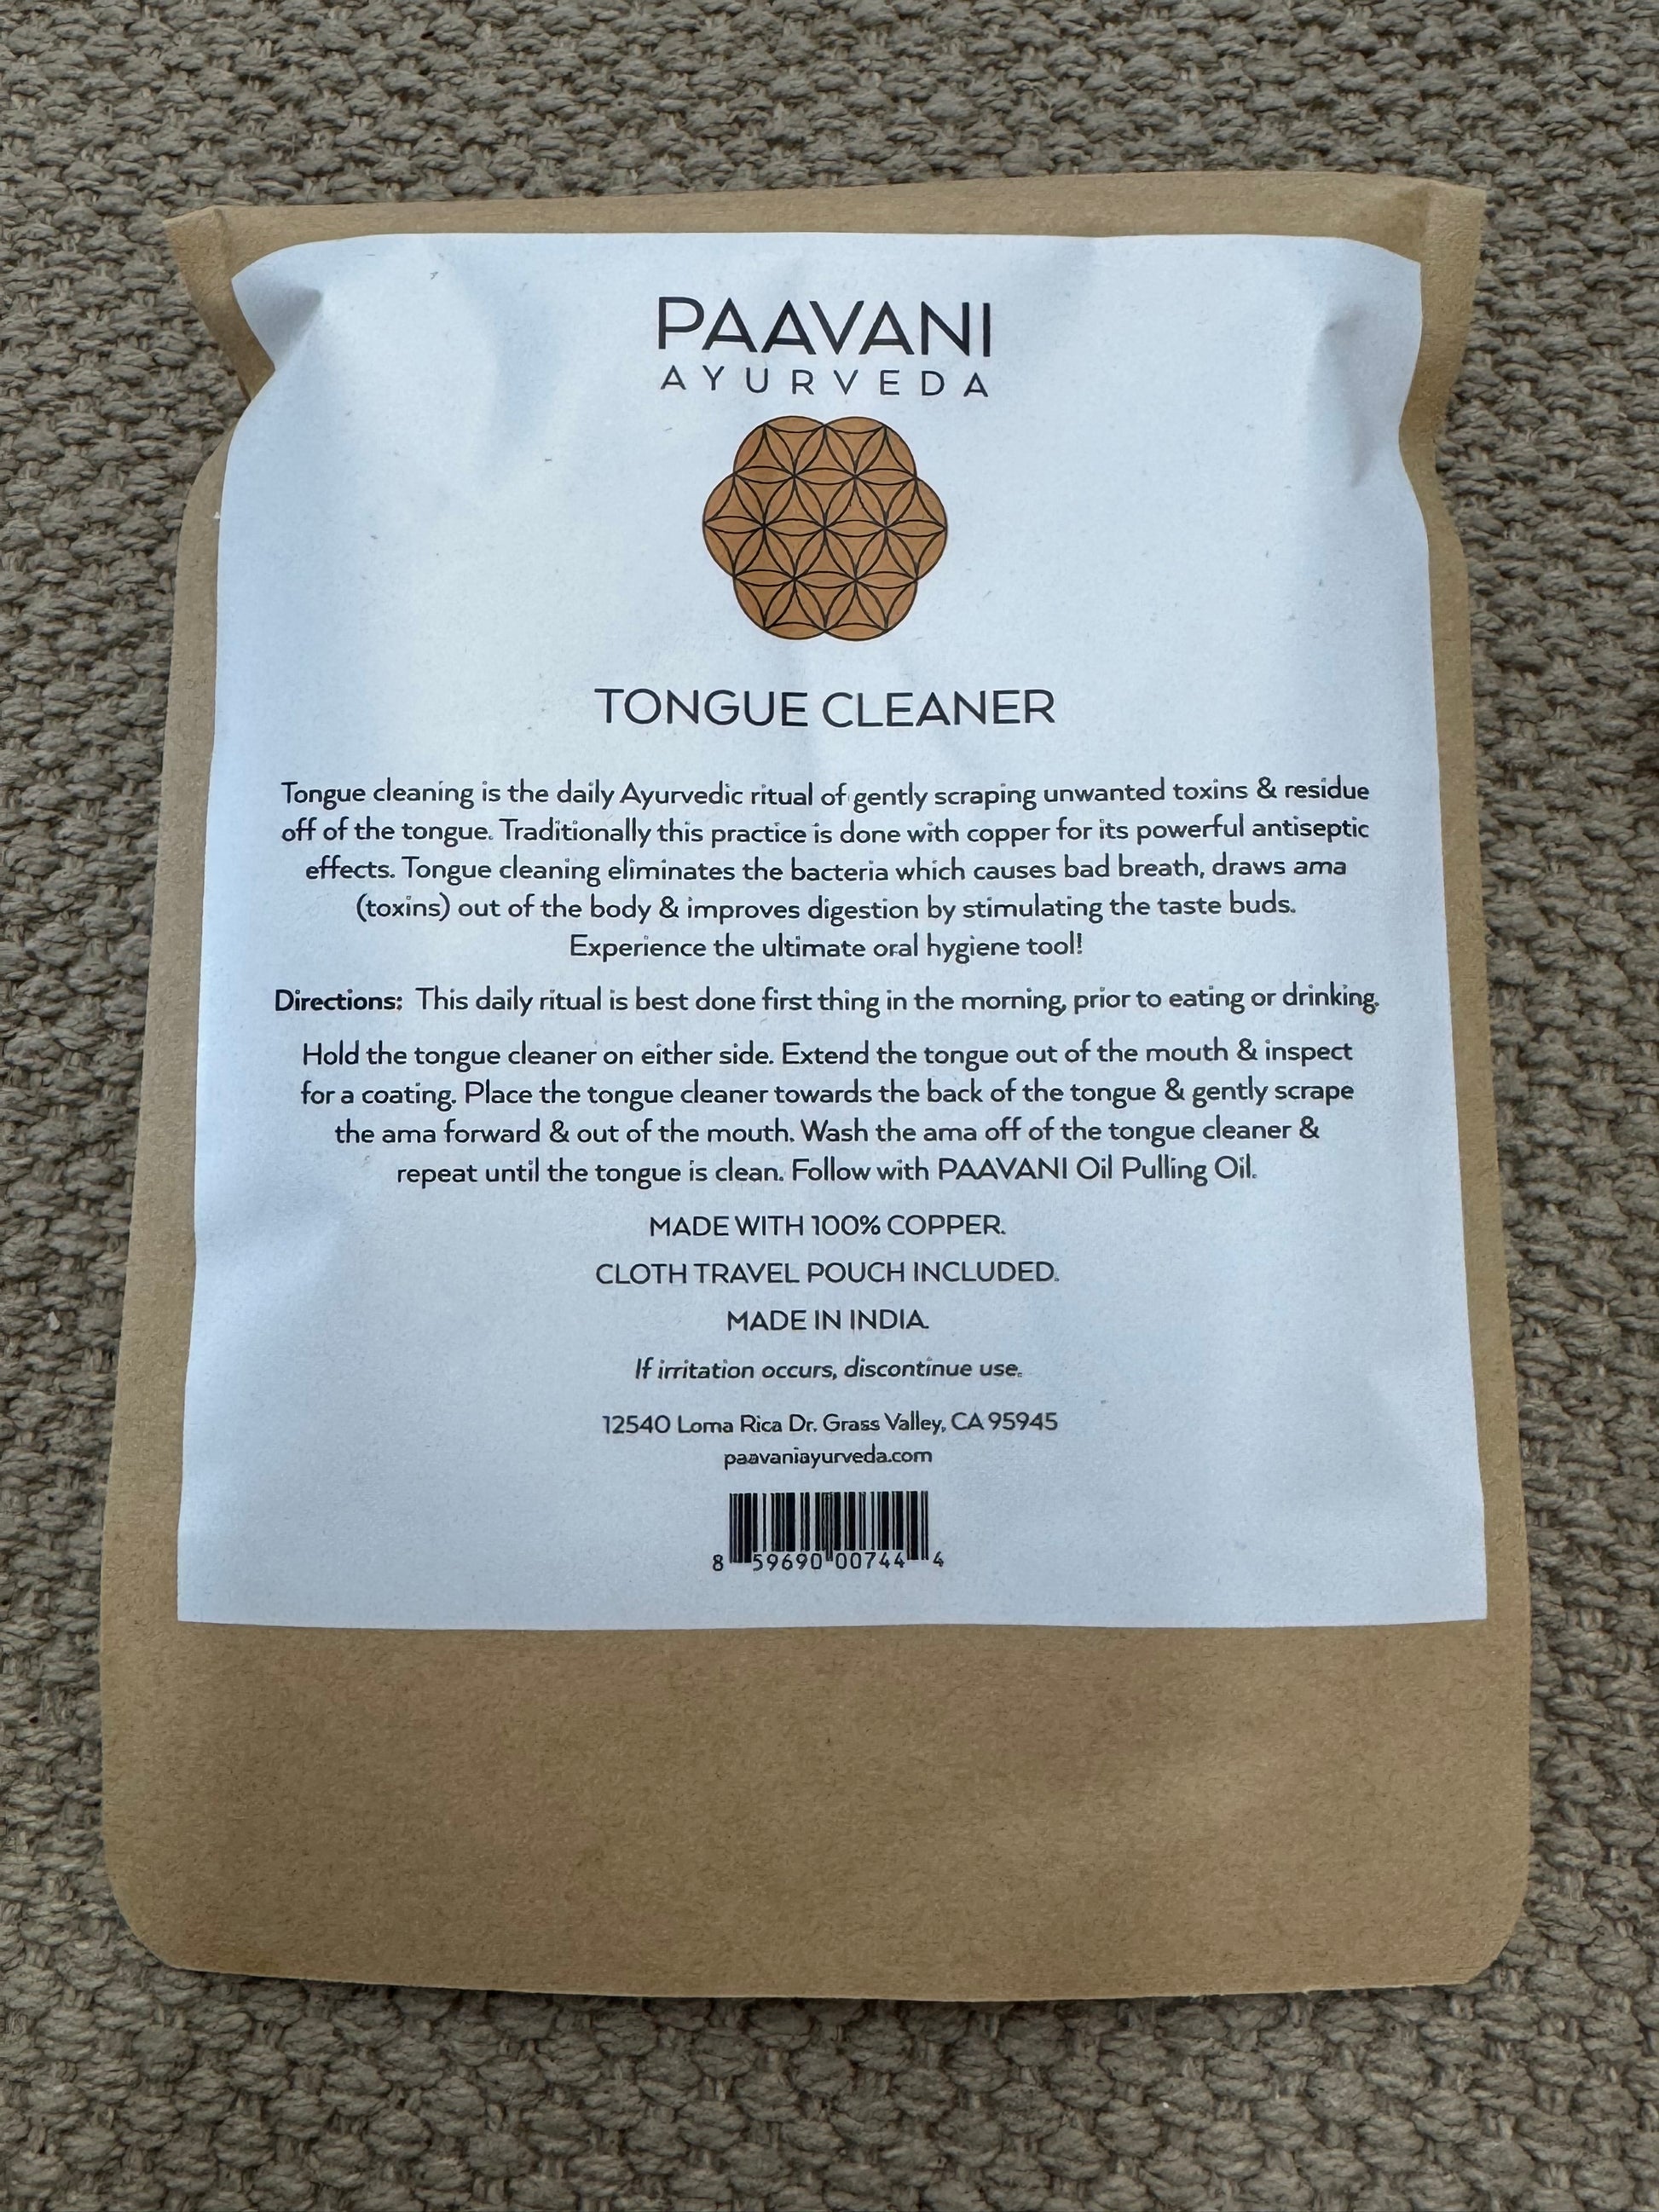 PAAVANI
AYURVEDA
TONGUE CLEANER
Tongue cleaning is the daily Ayurvedic ritual of gently scraping unwanted toxins & residue
off of the tongue. Traditionally this practice is done with copper for its powerful antiseptic
effects. Tongue cleaning eliminates the bacteria which causes bad breath, draws ama
(toxins) out of the body & improves digestion by stimulating the taste buds.
Experience the ultimate oral hygiene tool!
Directions: This daily ritual is best done first thing in the morning, prior to eating or drinking.
Hold the tongue cleaner on either side. Extend the tongue out of the mouth & inspect
for a coating. Place the tongue cleaner towards the back of the tongue & gently scrape
the ama forward & out of the mouth. Wash the ama off of the tongue cleaner &
repeat until the tongue is clean. Follow with PAAVANI Oil Pulling Oil.
MADE WITH 100% COPPER.
CLOTH TRAVEL POUCH INCLUDED.
MADE IN INDIA.
If irritation occurs, discontinue use.
12540 Loma Rica Dr. Grass Valley, CA 95945
paavaniayurveda.com
8 59690 00744 4